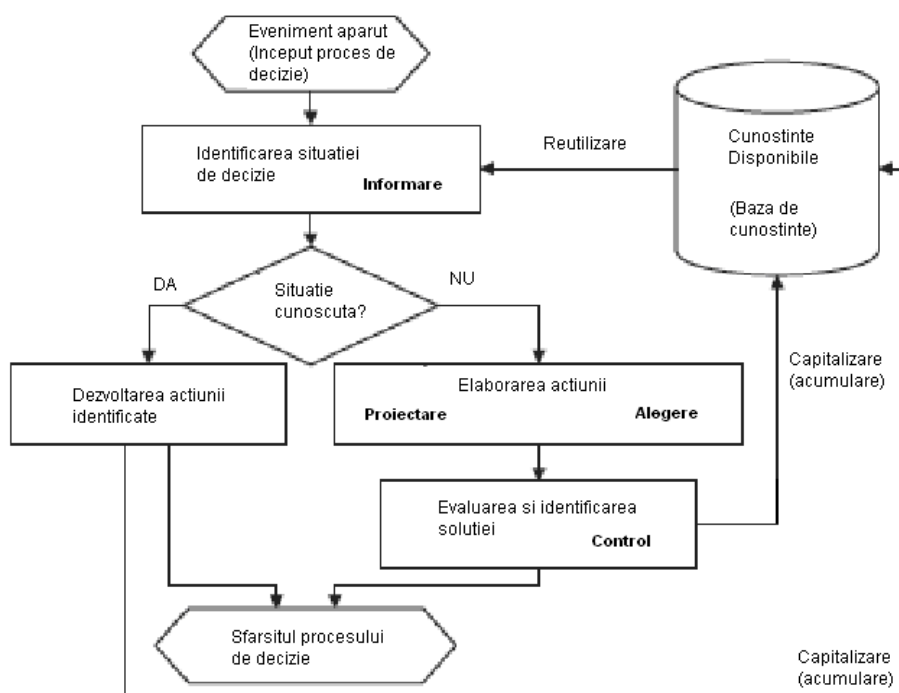 Eveniment aparut
(Inceput proces de
decizie)
Identificarea situatiei
de decizie
Informare
Reutilizare
Cunostinte
Disponibile
(Baza de
cunostinte)
DA
Situatie
cunoscuta?
NU
Dezvoltarea actiunii
identificate
Elaborarea actiunii
Proiectare
Alegere
Capitalizare
(acumulare)
Evaluarea si identificarea
solutiei
Control
Sfarsitul procesului
de decizie
Capitalizare
(acumulare)